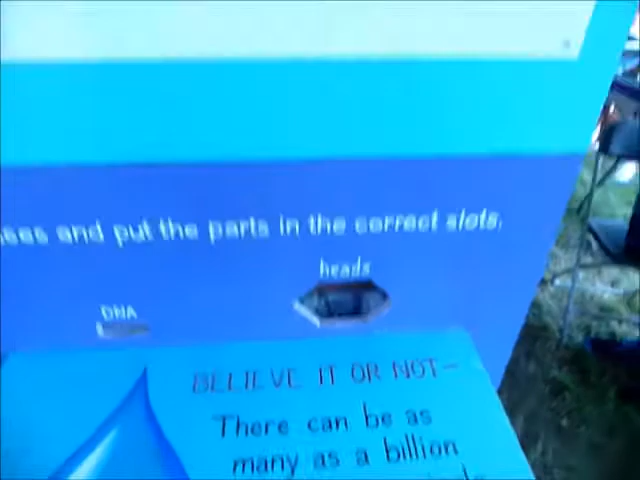 and put the parts in the correct slots.
heads
DNA
BELIEVE IT OR NOT-
There can be as
many as a billion